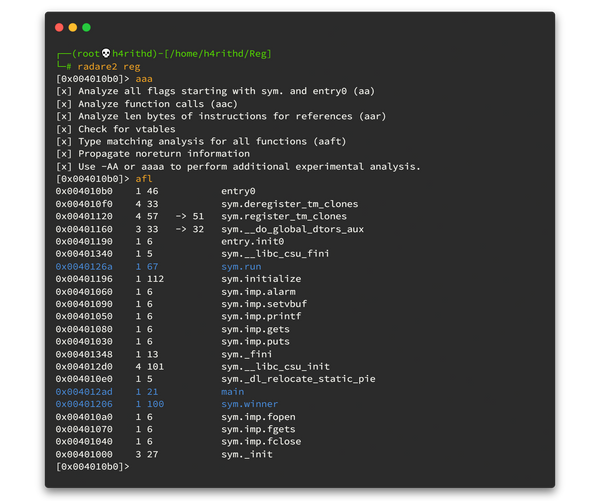 ┌──(root💀h4rithd)-[/home/h4rithd/Reg]
└─# radare2 reg
[0x004010b0]> aaa
[x] Analyze all flags starting with sym. and entry0 (aa)
[x] Analyze function calls (aac)
[x] Analyze len bytes of instructions for references (aar)
[x] Check for vtables
[x] Type matching analysis for all functions (aaft)
[x] Propagate noreturn information
[x] Use -AA or aaaa to perform additional experimental analysis.
[0x004010b0]> afl
0x004010b0    1 46           entry0
0x004010f0    4 33           sym.deregister_tm_clones
0x00401120    4 57   -> 51   sym.register_tm_clones
0x00401160    3 33   -> 32   sym.__do_global_dtors_aux
0x00401190    1 6            entry.init0
0x00401340    1 5            sym.__libc_csu_fini
0x0040126a    1 67           sym.run
0x00401196    1 112          sym.initialize
0x00401060    1 6            sym.imp.alarm
0x00401090    1 6            sym.imp.setvbuf
0x00401050    1 6            sym.imp.printf
0x00401080    1 6            sym.imp.gets
0x00401030    1 6            sym.imp.puts
0x00401348    1 13           sym._fini
0x004012d0    4 101          sym.__libc_csu_init
0x004010e0    1 5            sym._dl_relocate_static_pie
0x004012ad    1 21           main
0x00401206    1 100          sym.winner
0x004010a0    1 6            sym.imp.fopen
0x00401070    1 6            sym.imp.fgets
0x00401040    1 6            sym.imp.fclose
0x00401000    3 27           sym._init
[0x004010b0]>